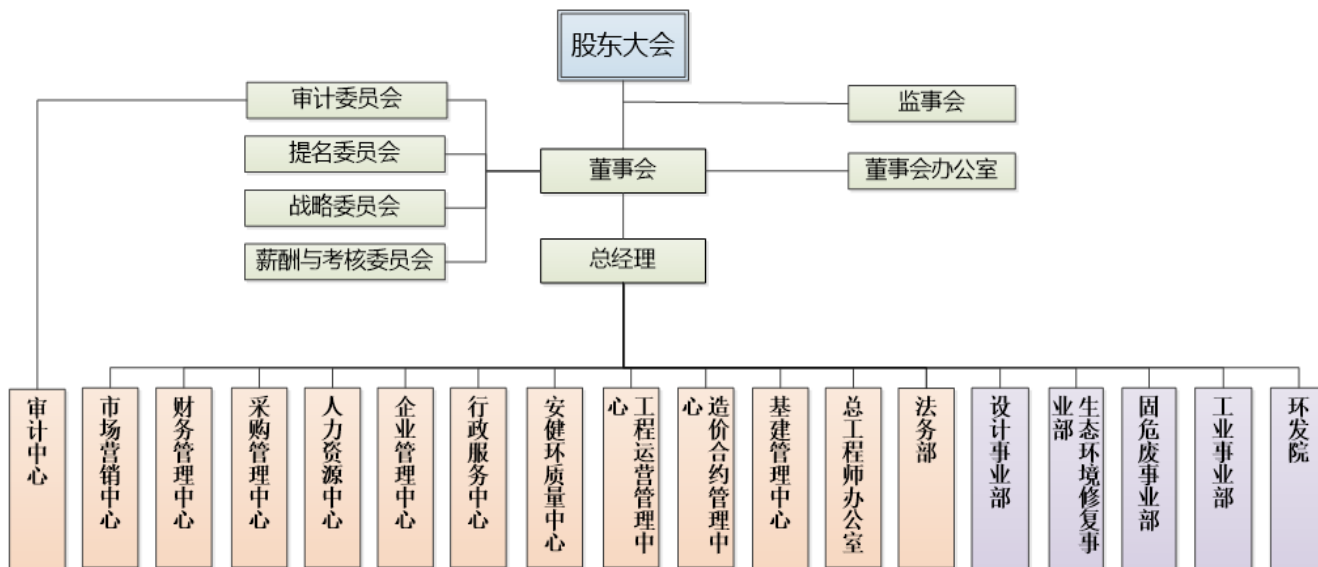 股东大会
审计委员会
监事会
提名委员会
董事会
董事会办公室
战略委员会
薪酬与考核委员会
总经理
审计中心
市场营销中心
财务管理中心
采购管理中心
人力资源中心
企业管理中心
行政服务中心
安健环质量中心
工程运营管理中
心
造价合约管理中
心
基建管理中心
总工程师办公室
法务部
设计事业部
生态环境修复事
业部
固危废事业部
工业事业部
环发院